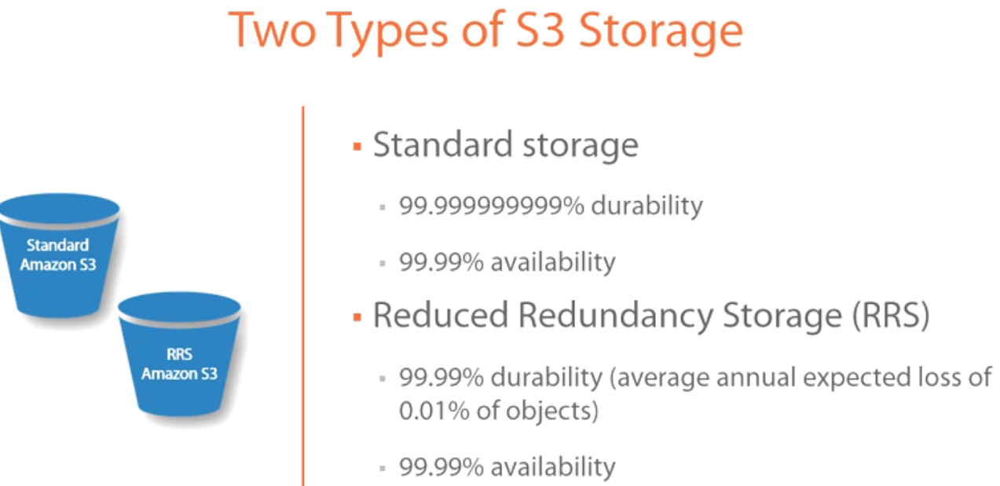 Two Types of S3 Storage
Standard
Amazon S3
RRS
Amazon S3
Standard storage
99.999999999% durability
99.99% availability
Reduced Redundancy Storage (RRS)
99.99% durability (average annual expected loss of
0.01% of objects)
99.99% availability